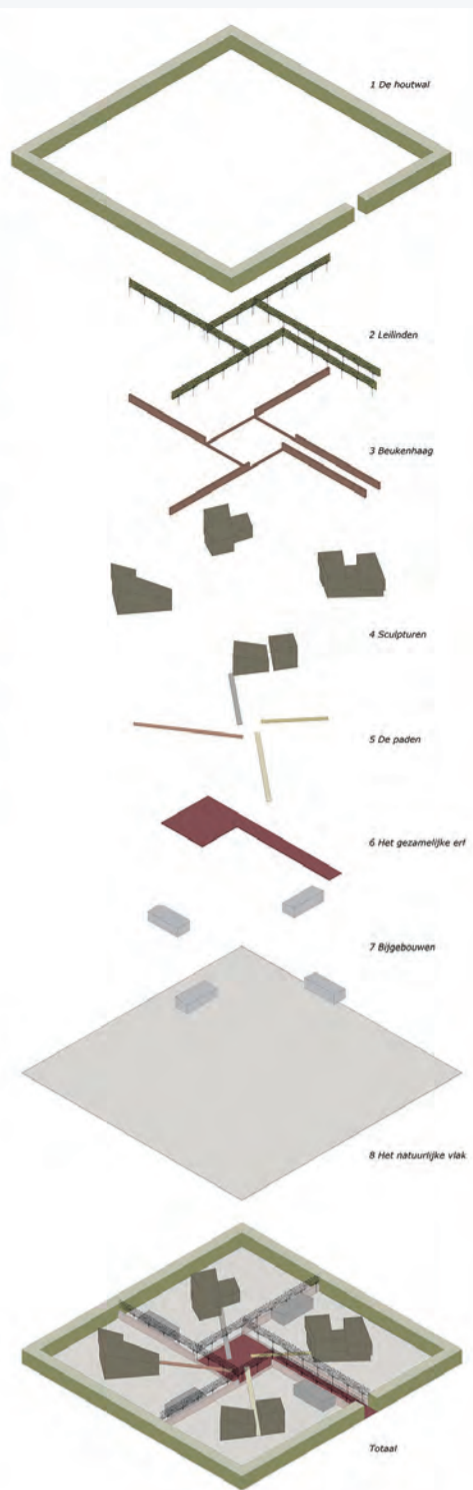 1 De houtwal
2 Leilinden
3 Beukenhaag
4 Sculpturen
5 De paden
6 Het gezamelijke erf
7 Bijgebouwen
8 Het natuurlijke vlak
Totaal